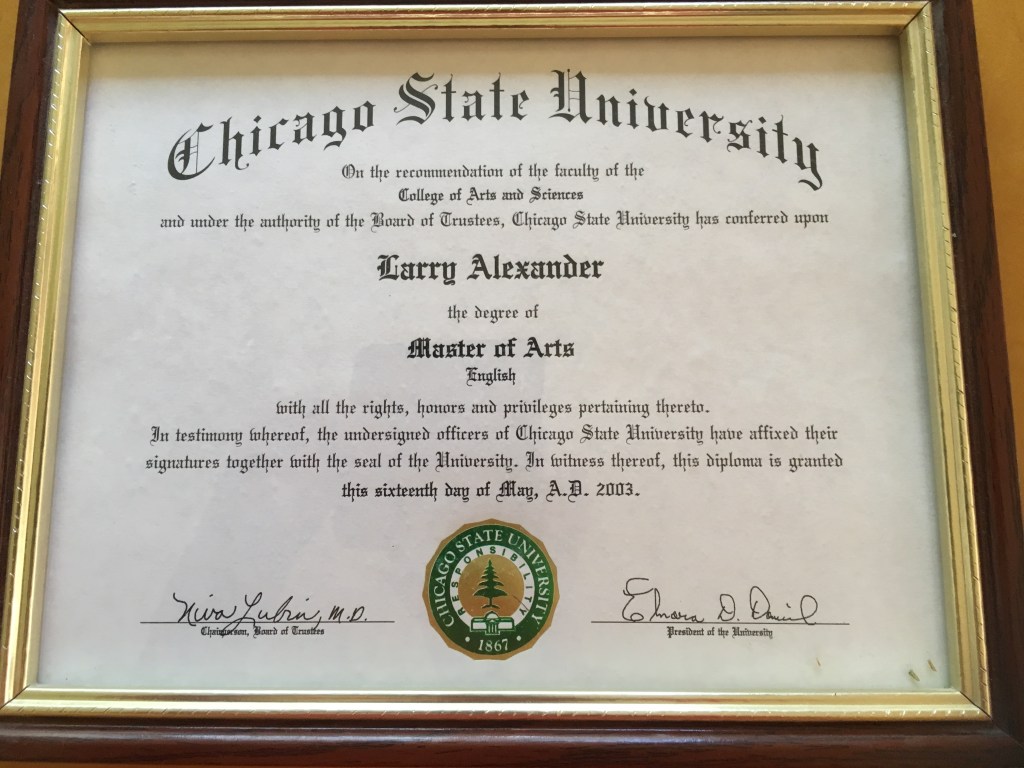 Chicago State University
On the recommendation of the faculty of the
College of Arts and Sciences
and under the authority of the Board of Trustees, Chicago State University has conferred upon
Larry Alexander
the degree of
Master of Arts
English
with all the rights, honors and privileges pertaining thereto.
In testimony whereof, the undersigned officers of Chicago State University have affixed their
signatures together with the seal of the University. In witness thereof, this diploma is granted
this sixteenth day of May, A.D. 2003.
CHICAGO STATE UNIVERSITY
RESPONSIBILITY
· 1867 ·
Niva Lubin, M.D.
Chairperson, Board of Trustees
Elnora D. Daniel
President of the University